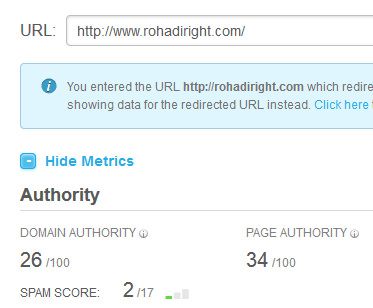 URL: http://www.rohadiright.com/
i You entered the URL http://rohadiright.com which redire
showing data for the redirected URL instead. Click here
Hide Metrics
Authority
DOMAIN AUTHORITY i PAGE AUTHORITY i
26 /100 34 /100
SPAM SCORE: 2 /17